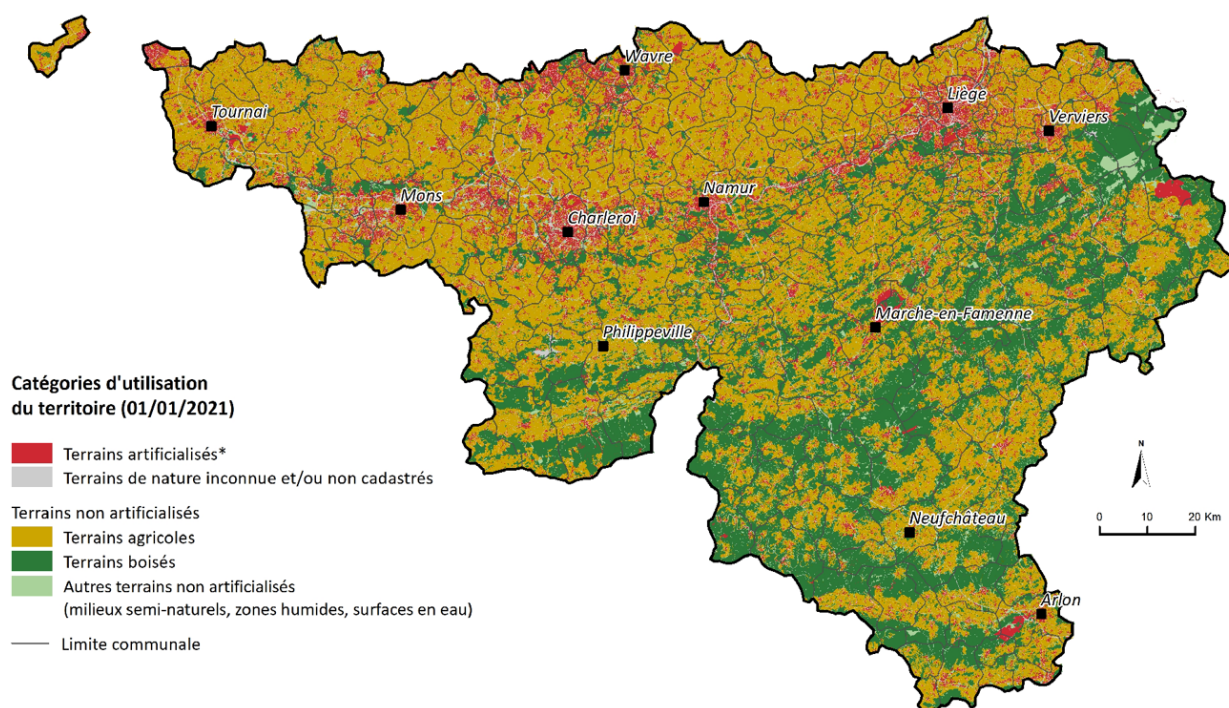 Wavre
Tournai
Liège
Verviers
Mons
Namur
Charleroi
Marche-en-Famenne
Philippeville
Catégories d'utilisation
du territoire (01/01/2021)
Terrains artificialisés*
Terrains de nature inconnue et/ou non cadastrés
Terrains non artificialisés
Terrains agricoles
Terrains boisés
Autres terrains non artificialisés
(milieux semi-naturels, zones humides, surfaces en eau)
Limite communale
N
0 10 20 Km
Neufchâteau
Arlon